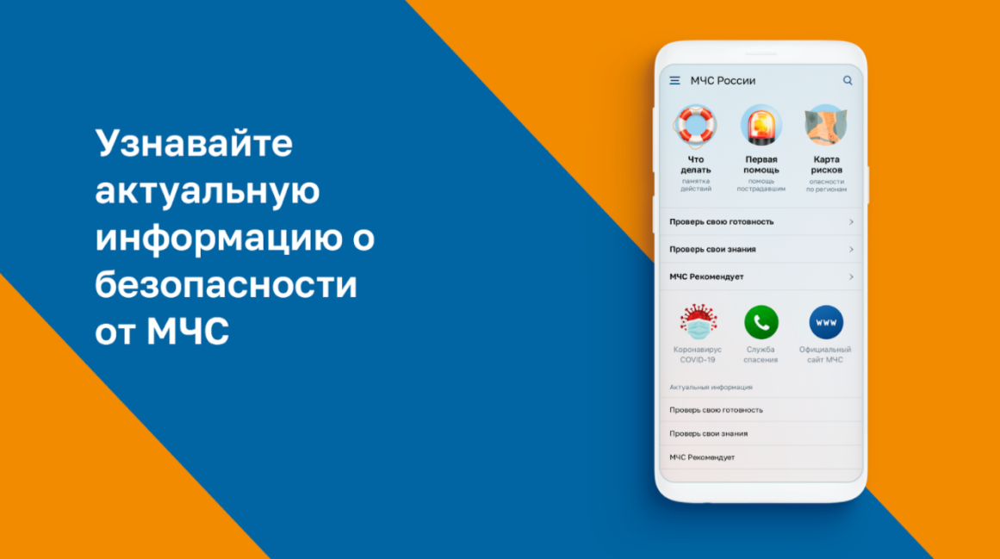 Узнавайте
актуальную
информацию о
безопасности
от МЧС
МЧС России
Что
делать
памятка
действий
Первая
помощь
помощь
пострадавшим
Карта
рисков
опасности
по регионам
Проверь свою готовность
Проверь свои знания
МЧС Рекомендует
Коронавирус
COVID-19
Служба
спасения
www
Официальный
сайт МЧС
Актуальныя информация
Проверь свою готовность
Проверь свои знания
МЧС Рекомендует